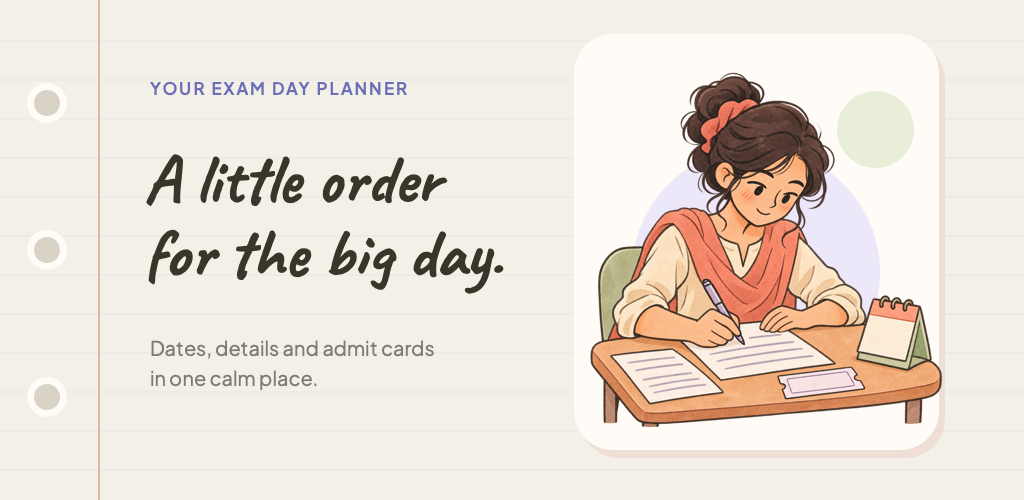 YOUR EXAM DAY PLANNER
A little order
for the big day.
Dates, details and admit cards
in one calm place.